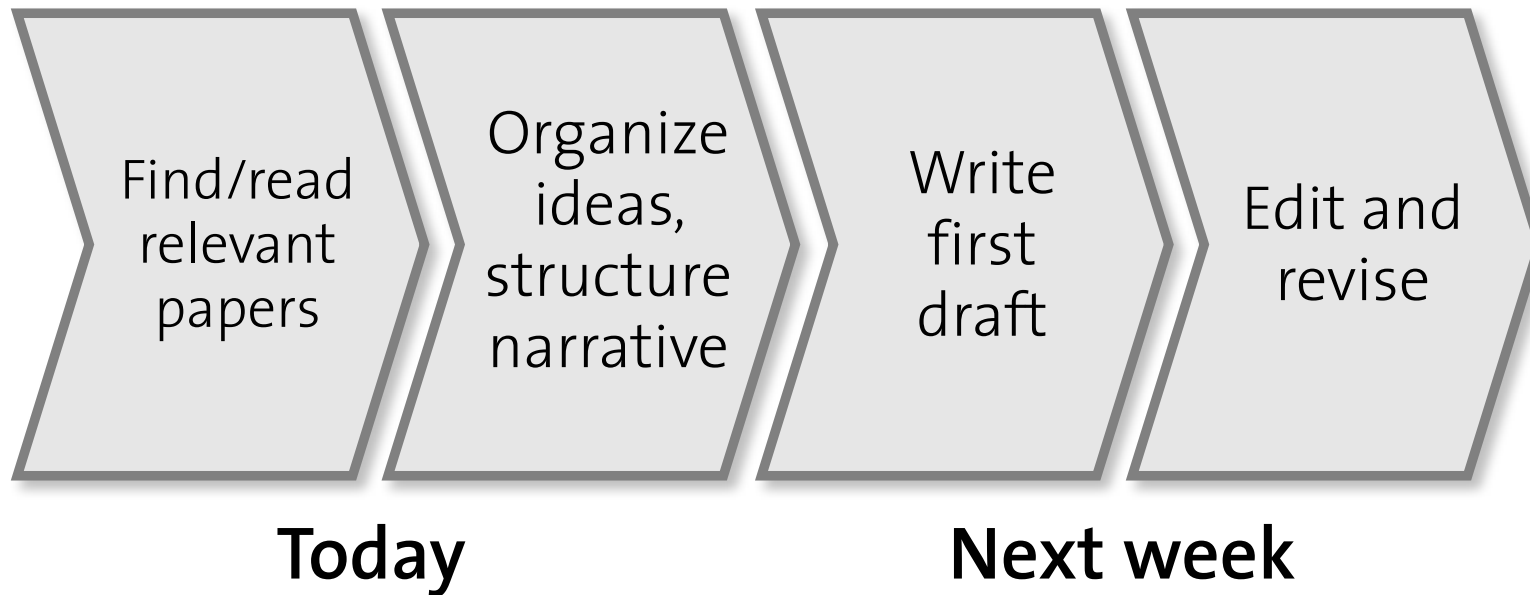 Find/read
relevant
papers
Organize
ideas,
structure
narrative
Write
first
draft
Edit and
revise
Today
Next week